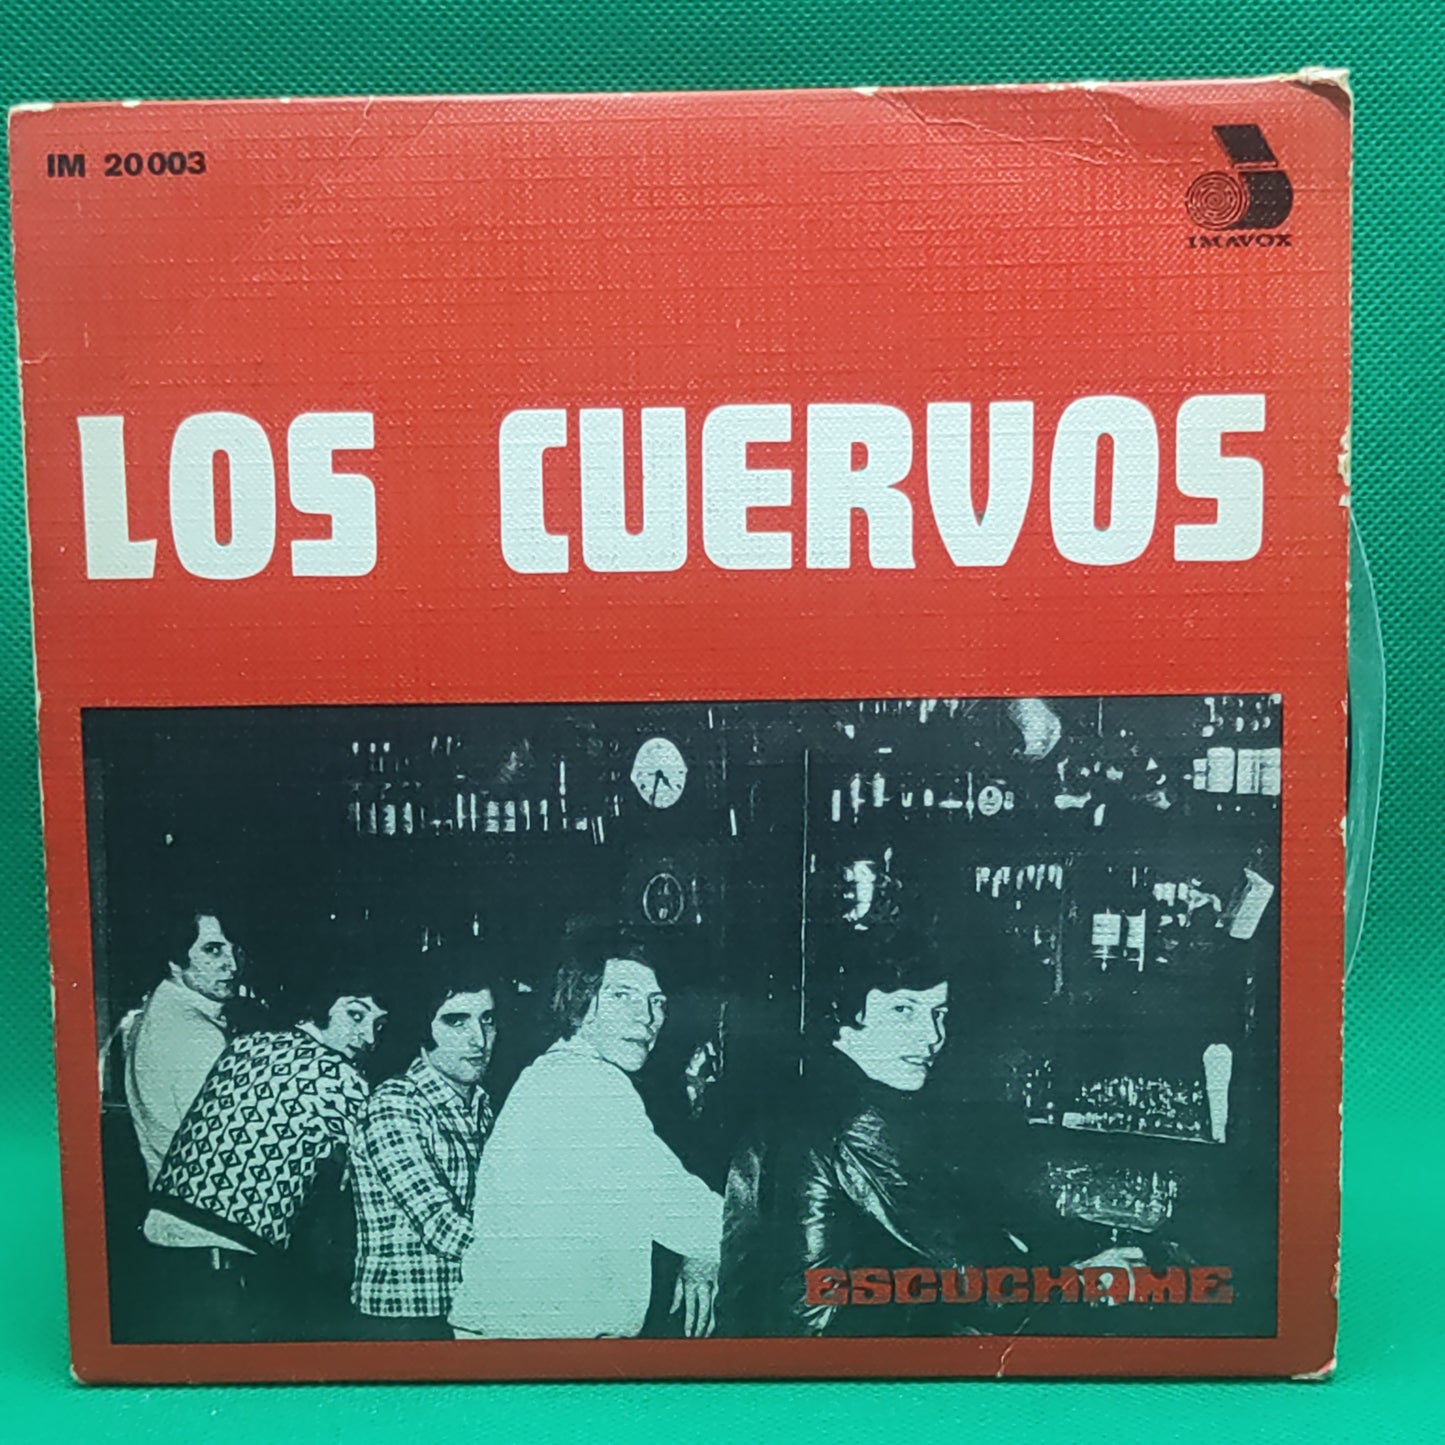 IM 20003
IMAVOX
LOS CUERVOS
ESCUCHAME